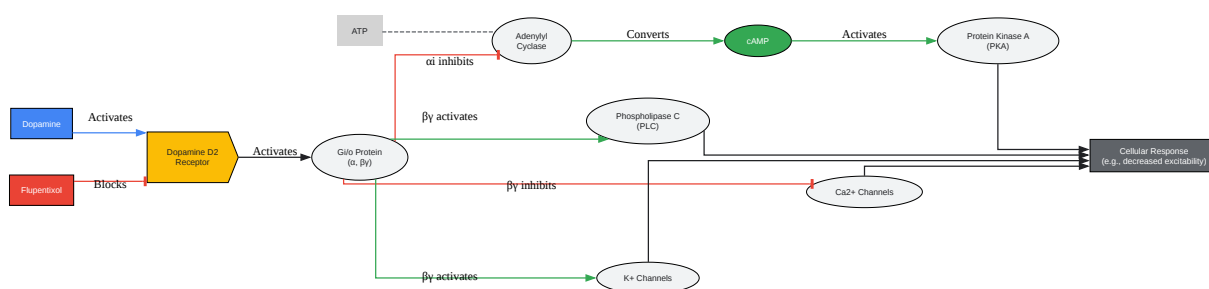 ATP
Adenylyl
Cyclase
Converts
cAMP
Activates
Protein Kinase A
(PKA)
αi inhibits
Dopamine
Activates
Dopamine D2
Receptor
Flupentixol
Blocks
Activates
Gi/o Protein
(α, βγ)
βγ activates
Phospholipase C
(PLC)
βγ inhibits
Ca2+ Channels
βγ activates
K+ Channels
Cellular Response
(e.g., decreased excitability)